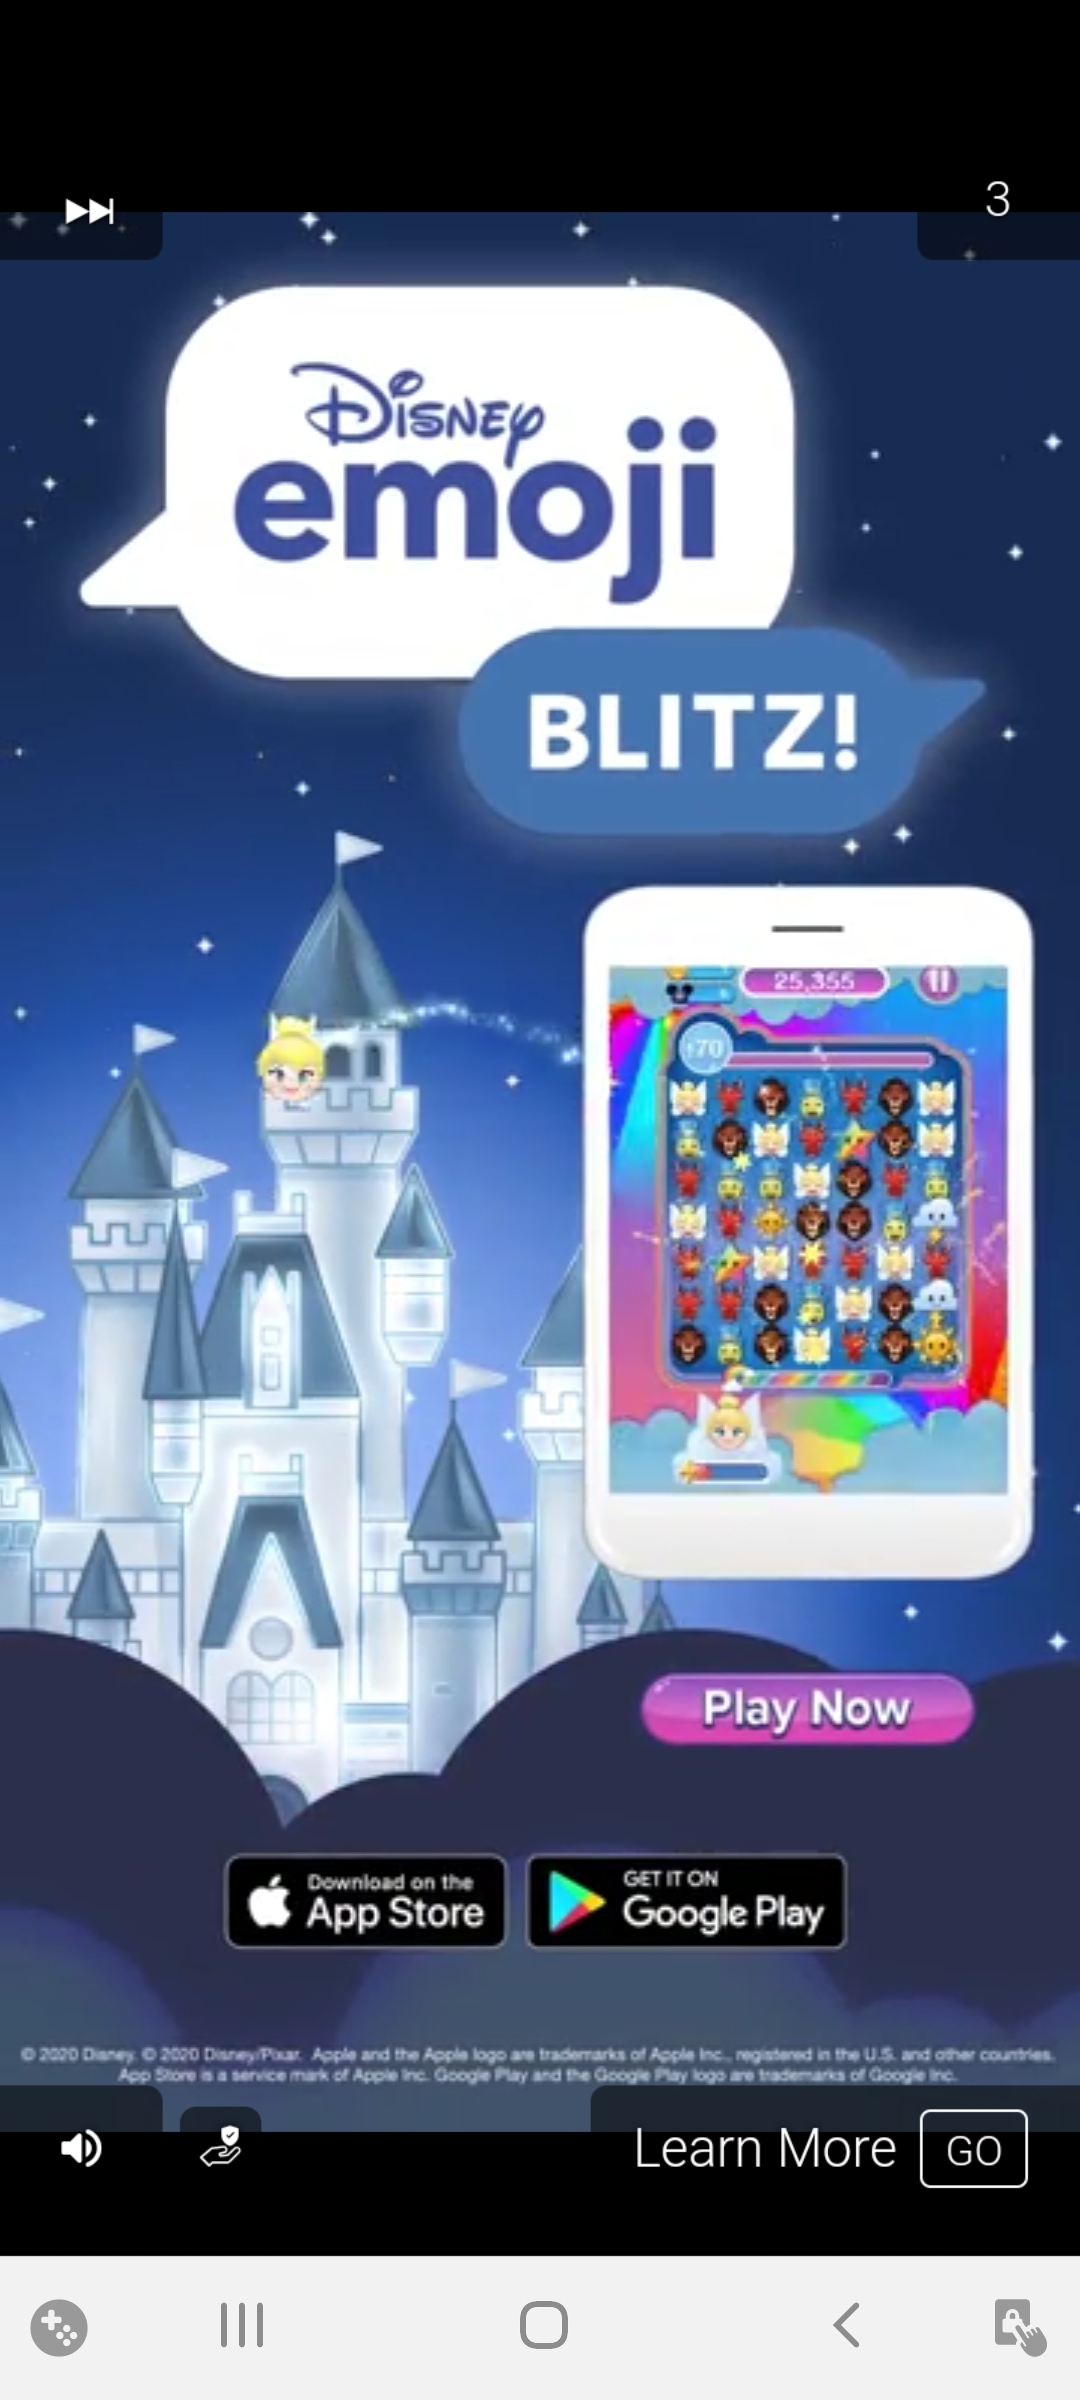 3
Disney
emoji
BLITZ!
25,355
Play Now
Download on the
App Store
GET IT ON
Google Play
© 2020 Disney. © 2020 Disney/Pixar. Apple and the Apple logo are trademarks of Apple Inc., registered in the U.S. and other countries.
App Store is a service mark of Apple Inc. Google Play and the Google Play logo are trademarks of Google Inc.
Learn More
GO